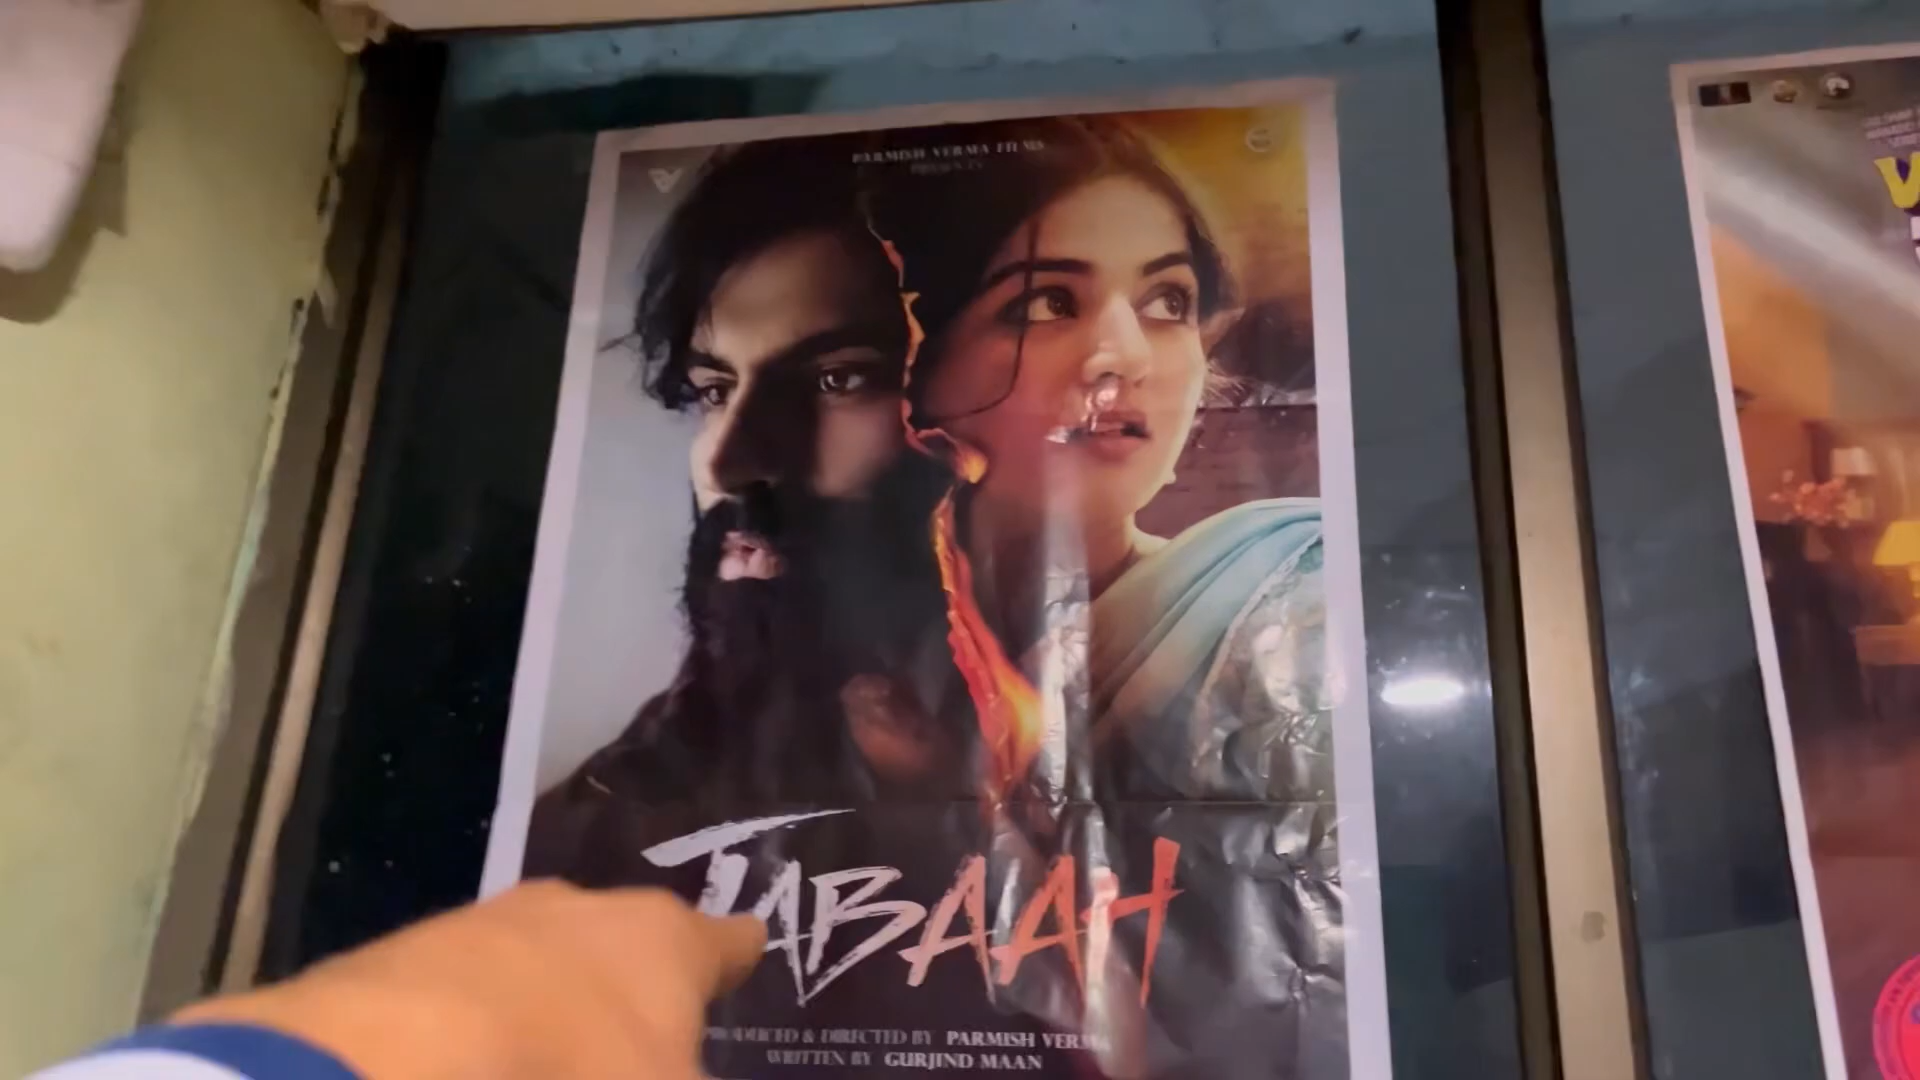 PARMISH VERMA FILMS
PRESENTS
TABAAH
PRODUCED & DIRECTED BY PARMISH VERMA
WRITTEN BY GURJIND MAAN